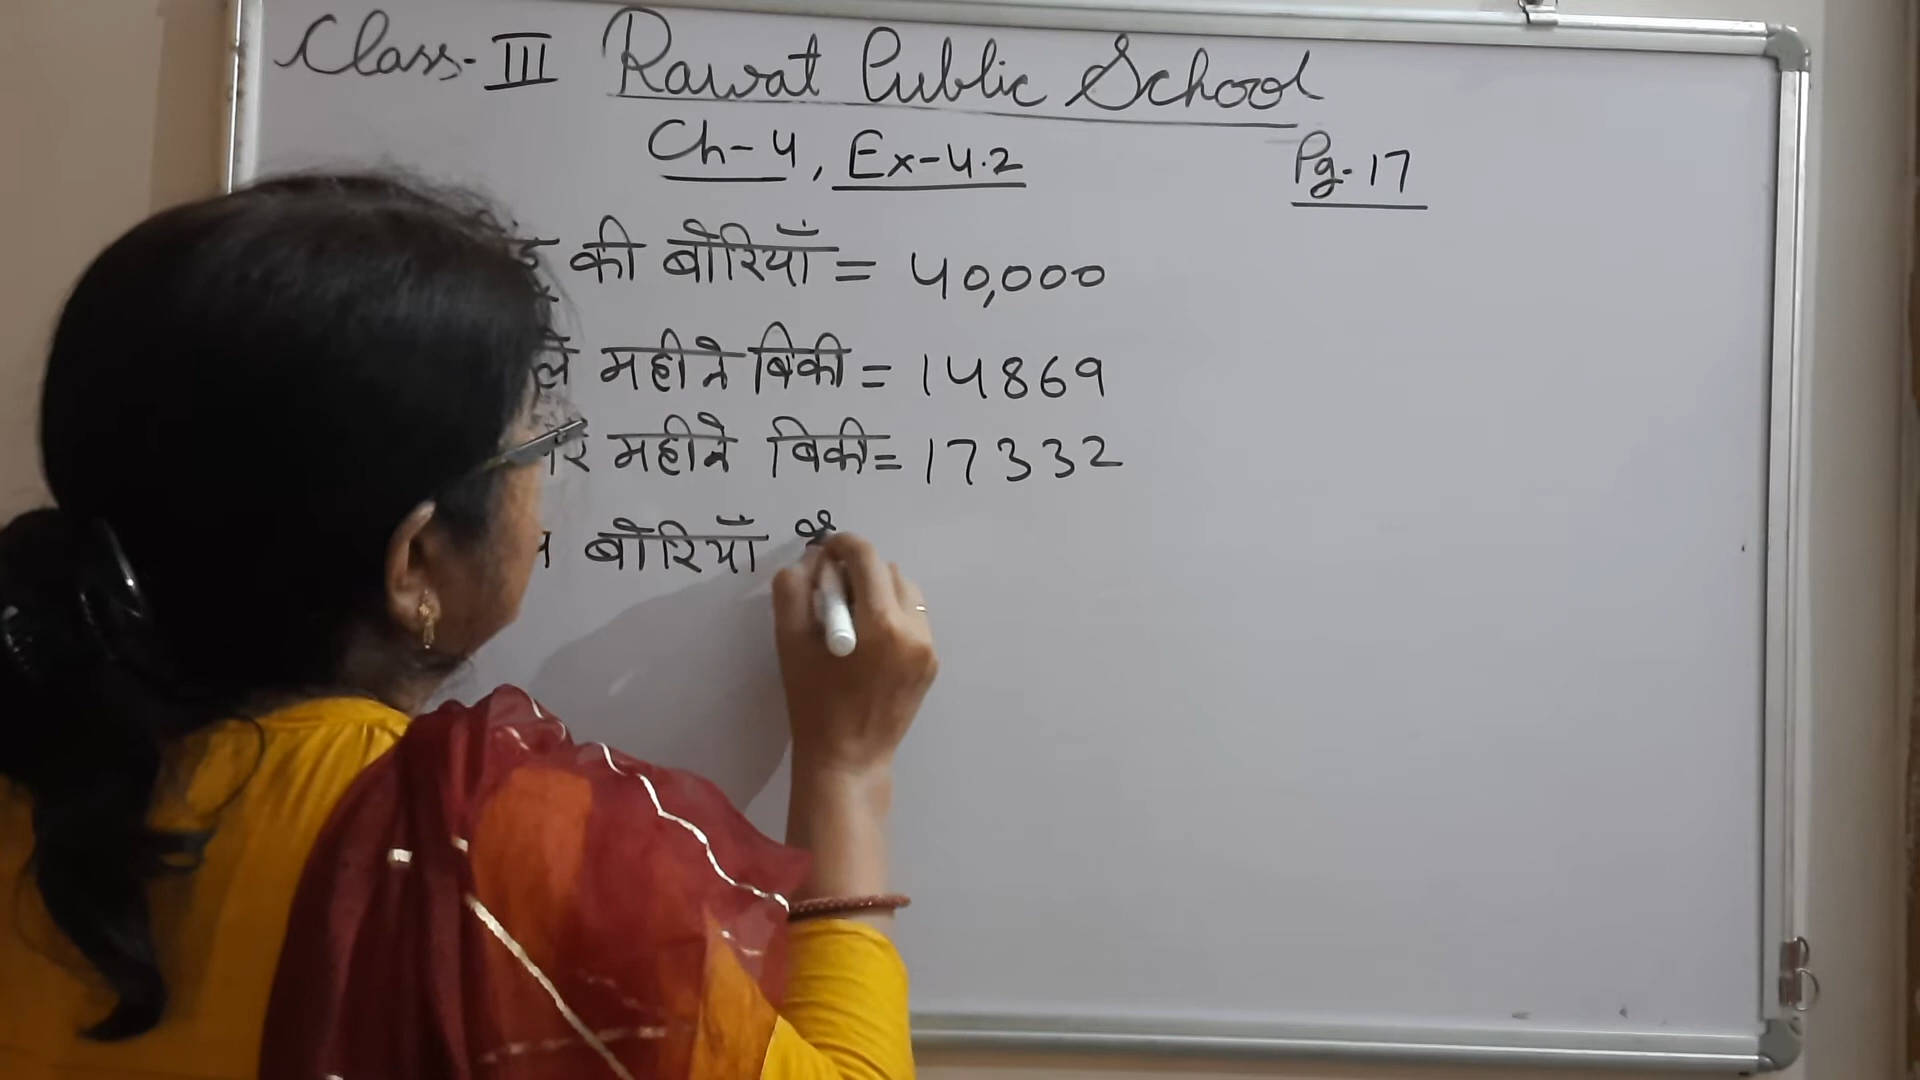 Class-III Rawat Public School
Ch-4, Ex-4.2 Pg-17
की बोरियाँ = 40,000
महीने बिकी = 14869
महीने बिकी = 17332
बोरियाँ